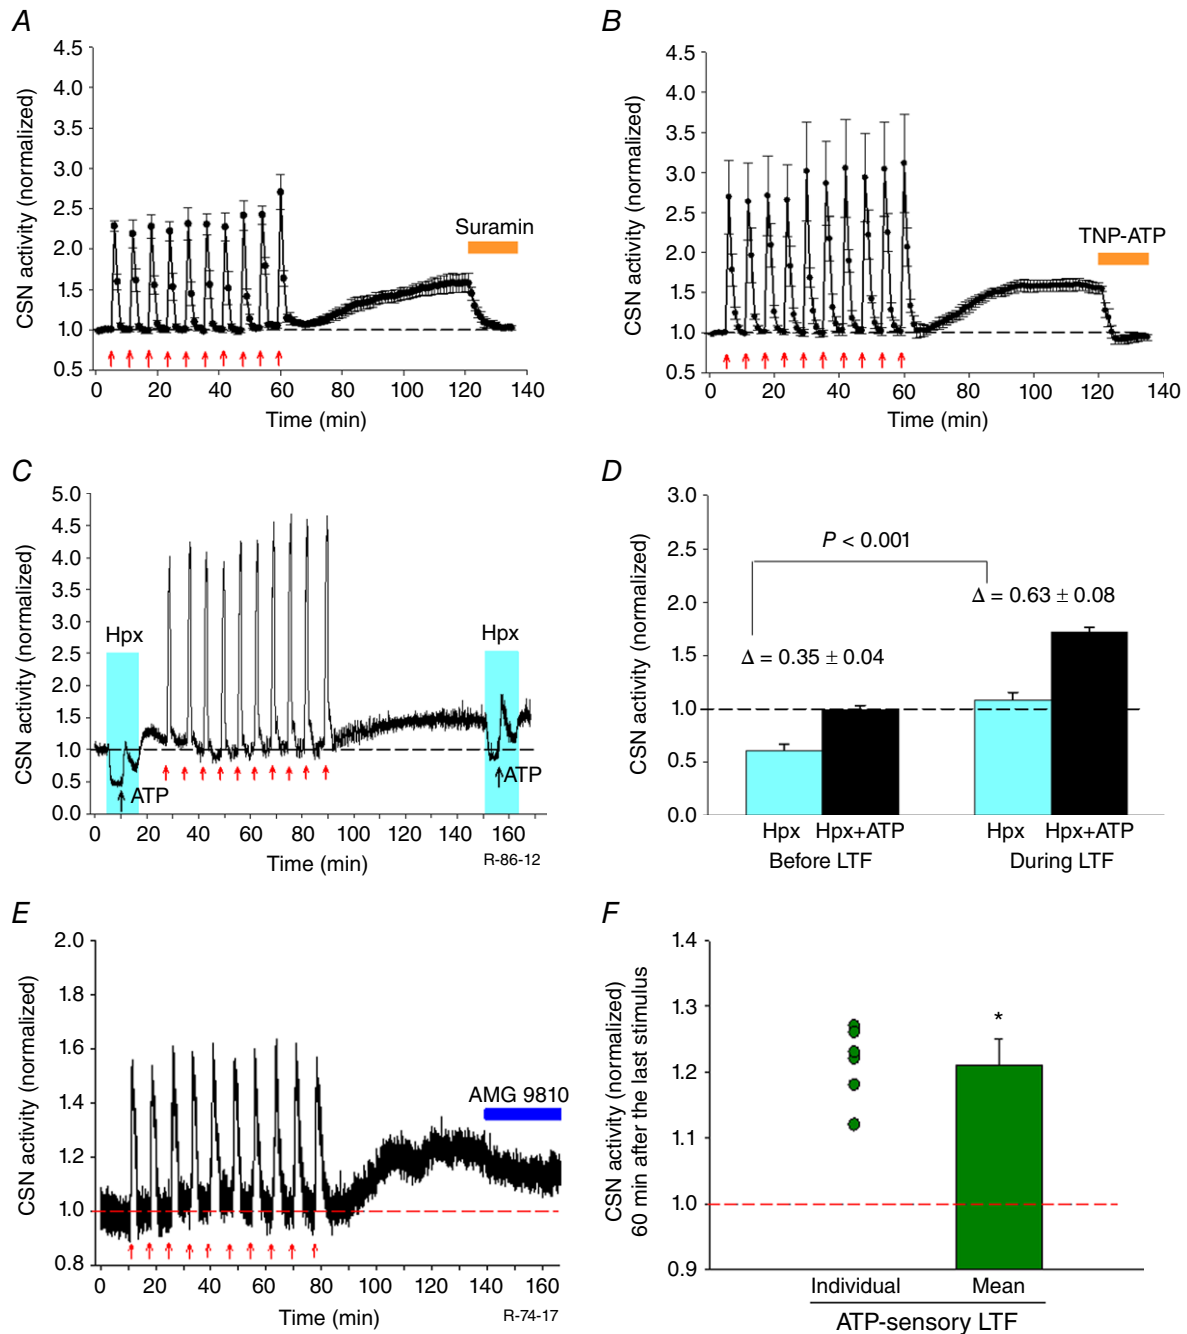 A
CSN activity (normalized)
4.5
4.0
3.5
3.0
2.5
2.0
1.5
1.0
0.5
Suramin
0 20 40 60 80 100 120 140
Time (min)
B
CSN activity (normalized)
4.5
4.0
3.5
3.0
2.5
2.0
1.5
1.0
0.5
TNP-ATP
0 20 40 60 80 100 120 140
Time (min)
C
CSN activity (normalized)
5.0
4.5
4.0
3.5
3.0
2.5
2.0
1.5
1.0
0.5
0.0
Hpx
Hpx
ATP
ATP
0 20 40 60 80 100 120 140 160
Time (min)
R-86-12
D
CSN activity (normalized)
3.0
2.5
2.0
1.5
1.0
0.5
0.0
P < 0.001
Δ = 0.63 ± 0.08
Δ = 0.35 ± 0.04
Hpx Hpx+ATP Hpx Hpx+ATP
Before LTF During LTF
E
CSN activity (normalized)
2.0
1.8
1.6
1.4
1.2
1.0
0.8
AMG 9810
0 20 40 60 80 100 120 140 160
Time (min)
R-74-17
F
CSN activity (normalized)
60 min after the last stimulus
1.4
1.3
1.2
1.1
1.0
0.9
*
Individual Mean
ATP-sensory LTF